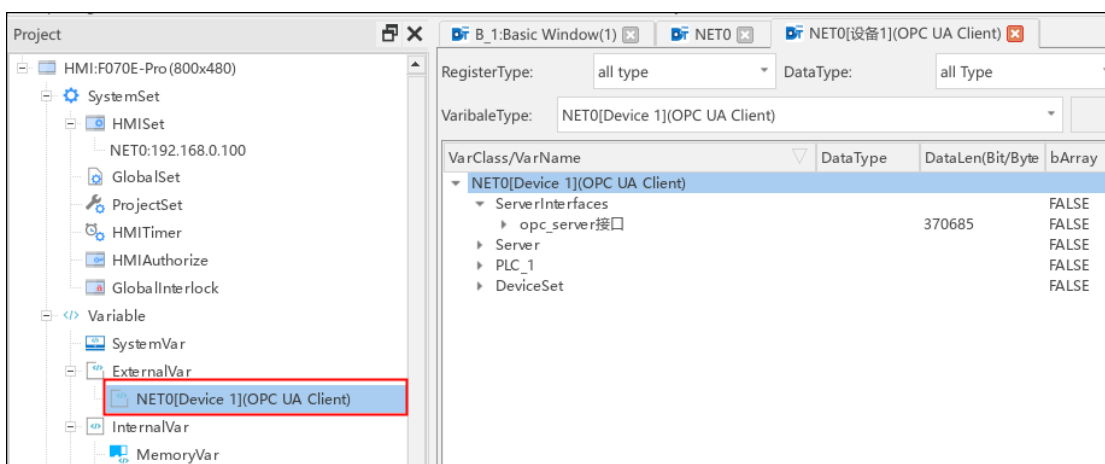 Project
HMI:F070E-Pro(800x480)
SystemSet
HMISet
NET0:192.168.0.100
GlobalSet
ProjectSet
HMITimer
HMIAuthorize
GlobalInterlock
Variable
SystemVar
ExternalVar
NET0[Device 1](OPC UA Client)
InternalVar
MemoryVar
B_1:Basic Window(1) NET0 NET0[设备1](OPC UA Client)
RegisterType: all type DataType: all Type
VaribaleType: NET0[Device 1](OPC UA Client)
VarClass/VarName DataType DataLen(Bit/Byte bArray
NET0[Device 1](OPC UA Client)
ServerInterfaces FALSE
opc_server接口 370685 FALSE
Server FALSE
PLC_1 FALSE
DeviceSet FALSE